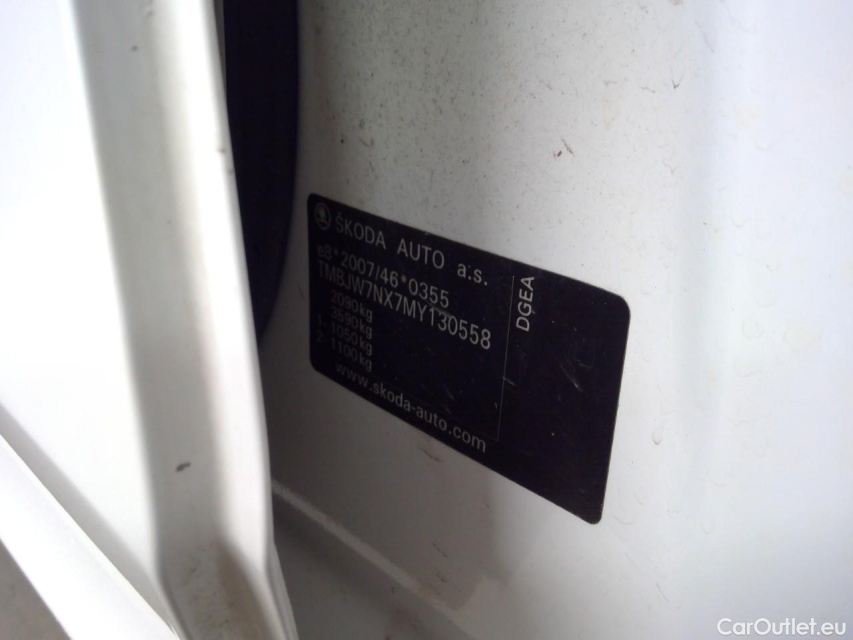 ŠKODA AUTO a.s.
e8*2007/46*0355
TMBJW7NX7MY130558
2090kg
3590kg
1- 1050kg
2- 1100kg
www.skoda-auto.com
DGEA
CarOutlet.eu